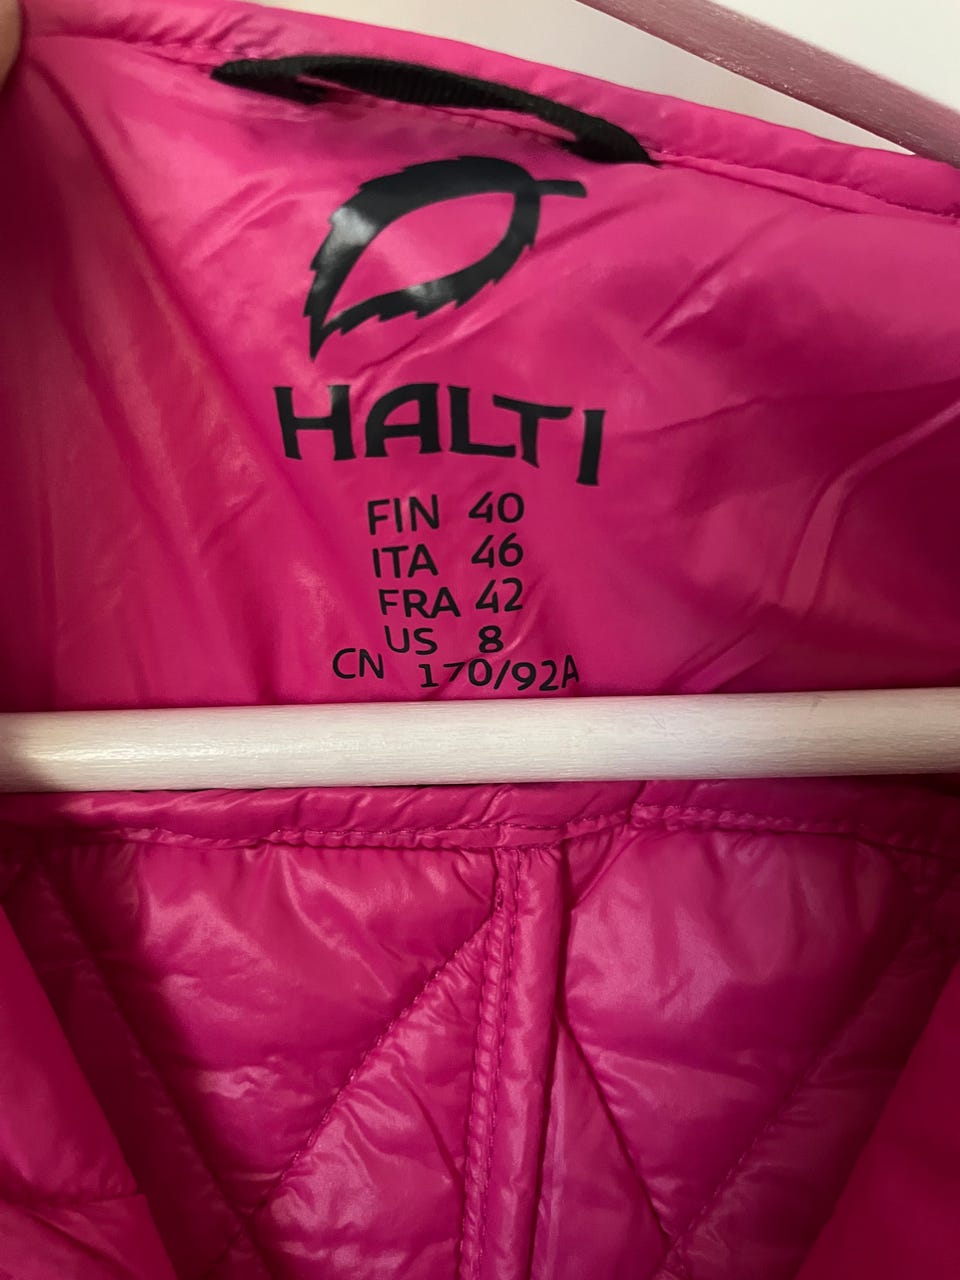 HALTI
FIN 40
ITA 46
FRA 42
US 8
CN 170/92A